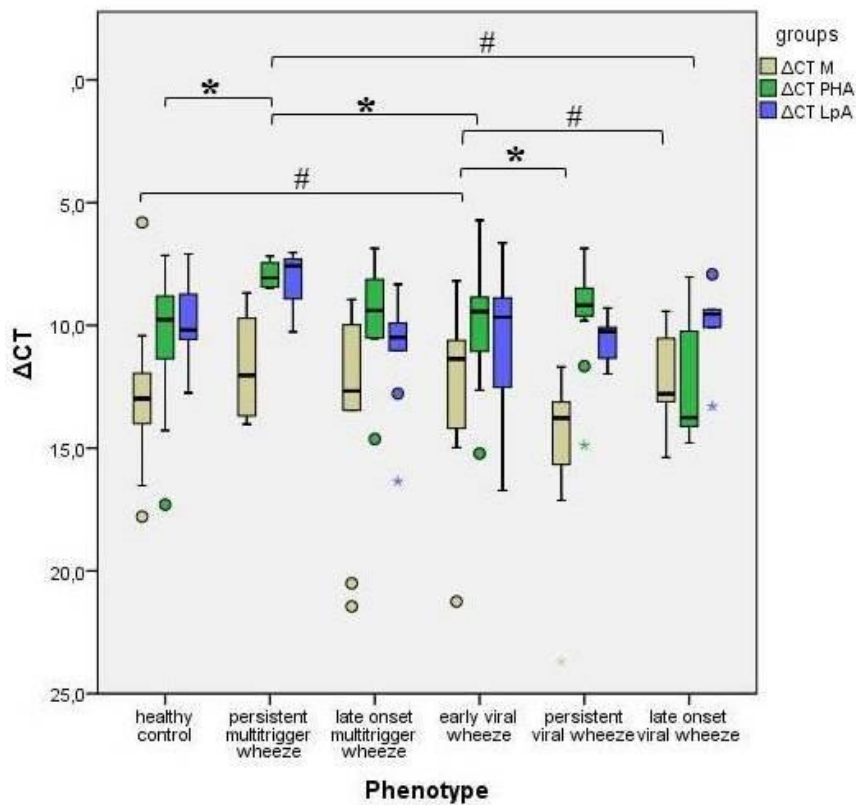 groups
ΔCT M
ΔCT PHA
ΔCT LpA
#
*
*
#
*
#
,0
5,0
10,0
15,0
20,0
25,0
ΔCT
healthy
control
persistent
multitrigger
wheeze
late onset
multitrigger
wheeze
early viral
wheeze
persistent
viral wheeze
late onset
viral wheeze
Phenotype